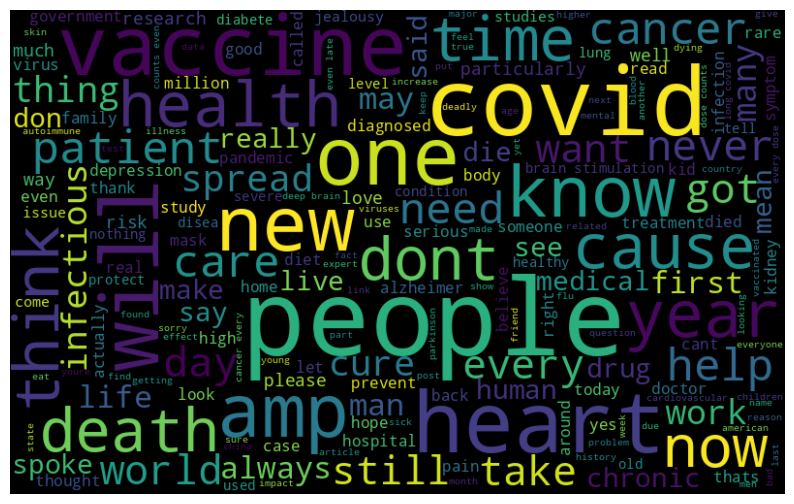 government
research
diabete
jealousy
studies
major
higher
give
skin
much
vaccine
called
good
said
time
cancer
feel
true
rare
dying
virus
counts even
even late
lung
well
data
thing
health
million
level
increase
particularly
read
covid
many
infection
long covid
dose counts
symptom
don
family
may
diagnosed
put
deadly
age
blood
another
next
mental
tell
autoimmune
illness
test
really
keep
patient
pandemic
die
one
want
never
way
depression
spread
body
brain stimulation
kid
yet
every dose
even
thank
severe
deep brain
condition
love
need
know
got
mean
issue
risk
study
disea
viruses
use
serious
someone
treatment
died
country
nothing
mask
new
made
related
real
infectious
will
think
care
diet
fact
expert
dont
see
cause
kidney
vaccinated
come
protect
home
link
show
healthy
live
alzheimer
medical
first
looking
found
make
believe
right
flu
actually
sorry
effect
say
high
people
friend
question
everyone
year
part
parkinson
cant
eat
youre
day
cure
every
drug
help
find
getting
cancer every
young
let
post
life
look
please
prevent
human
today
doctor
cardiovascular
children
death
amp
man
heart
back
name
state
sure
hope
sick
around
yes
week
due
american
reason
china
case
hospital
work
now
problem
spoke
world
always
still
take
pain
history
old
men
bad
last
thought
used
impact
article
month
chronic
thats